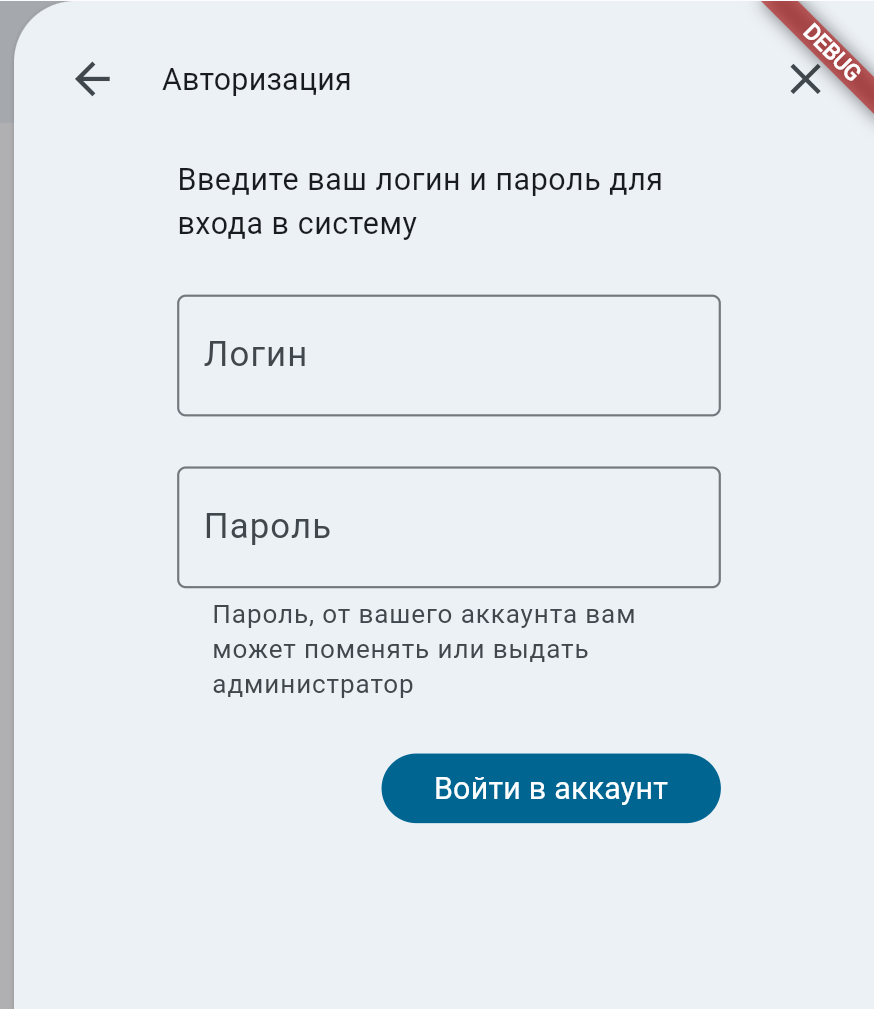 DEBUG
Авторизация
Введите ваш логин и пароль для
входа в систему
Логин
Пароль
Пароль, от вашего аккаунта вам
может поменять или выдать
администратор
Войти в аккаунт